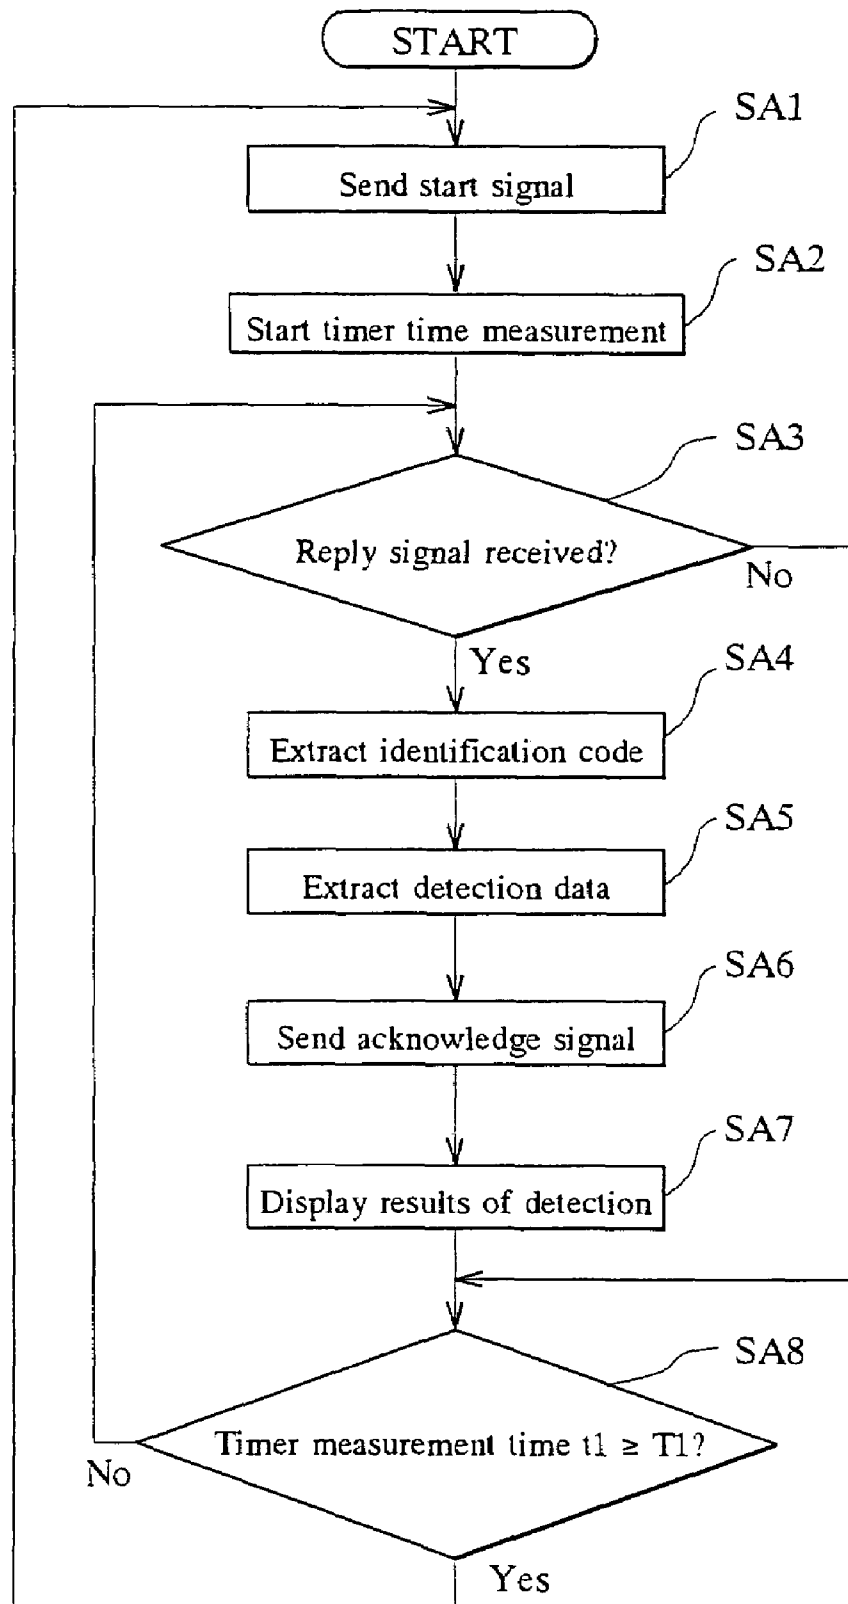 START
SA1
Send start signal
SA2
Start timer time measurement
SA3
Reply signal received?
No
Yes
SA4
Extract identification code
SA5
Extract detection data
SA6
Send acknowledge signal
SA7
Display results of detection
SA8
Timer measurement time t1 ≥ T1?
No
Yes